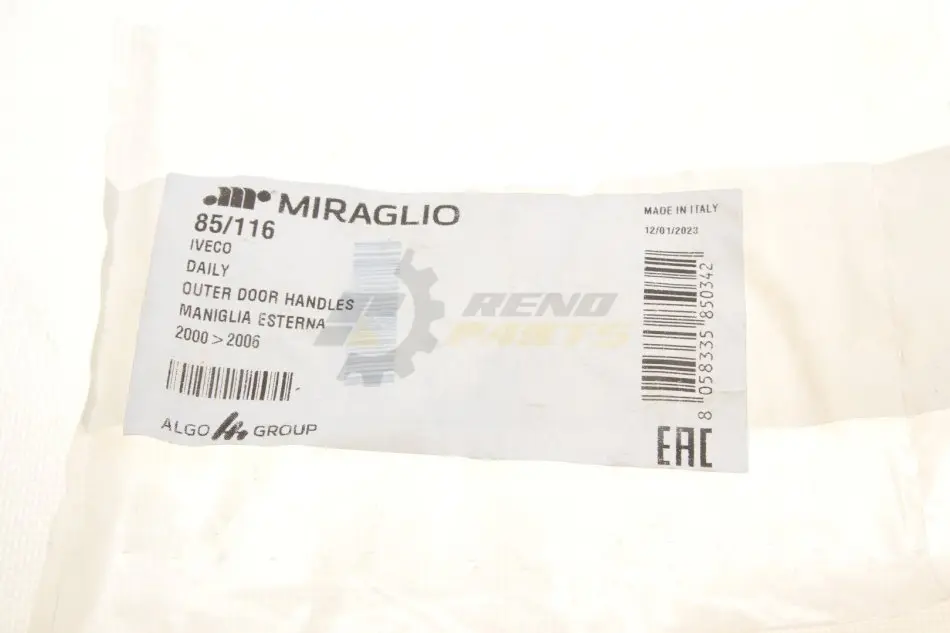 MIRAGLIO
85/116
IVECO
DAILY
OUTER DOOR HANDLES
MANIGLIA ESTERNA
2000 > 2006
ALGO GROUP
MADE IN ITALY
12/01/2023
8 058335 850342
EAC
RENO
PARTS